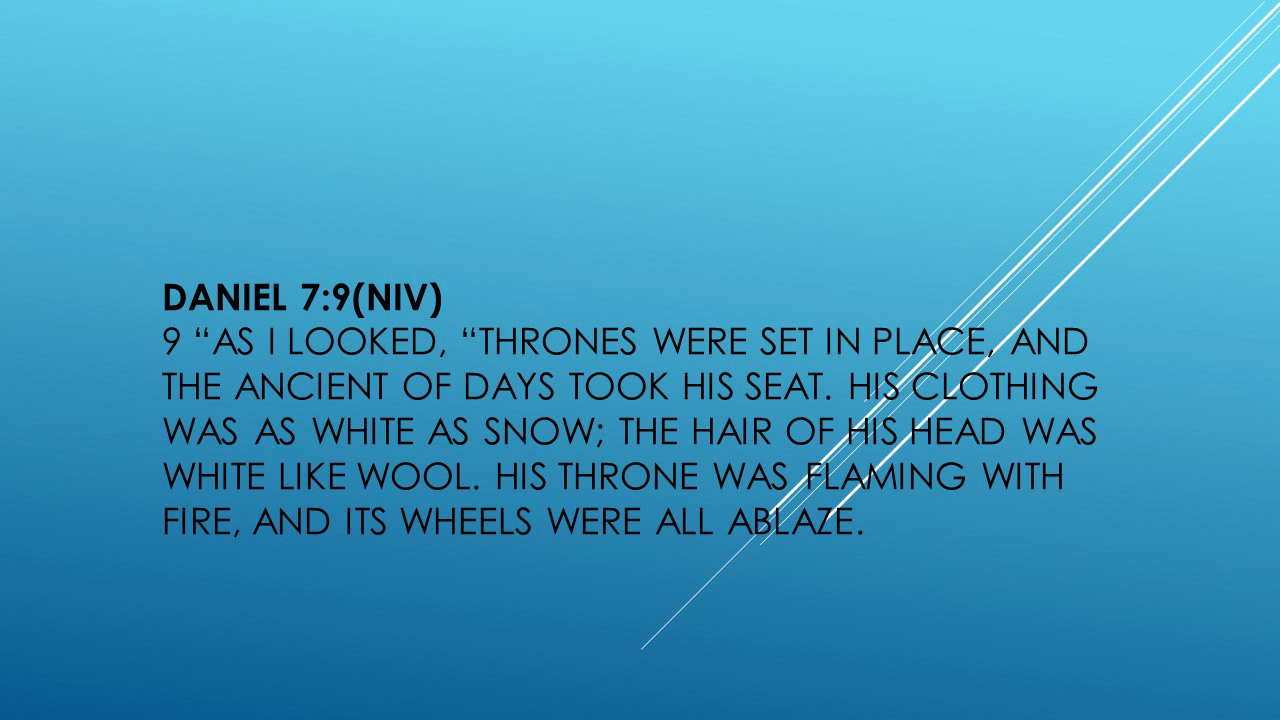 DANIEL 7:9(NIV)
9 “AS I LOOKED, “THRONES WERE SET IN PLACE, AND
THE ANCIENT OF DAYS TOOK HIS SEAT. HIS CLOTHING
WAS AS WHITE AS SNOW; THE HAIR OF HIS HEAD WAS
WHITE LIKE WOOL. HIS THRONE WAS FLAMING WITH
FIRE, AND ITS WHEELS WERE ALL ABLAZE.